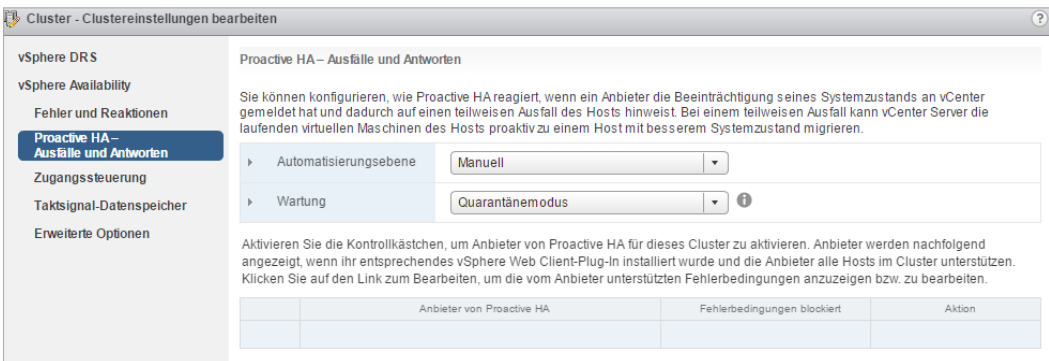 Cluster - Clustereinstellungen bearbeiten
?
vSphere DRS
vSphere Availability
Fehler und Reaktionen
Proactive HA –
Ausfälle und Antworten
Zugangssteuerung
Taktsignal-Datenspeicher
Erweiterte Optionen
Proactive HA – Ausfälle und Antworten
Sie können konfigurieren, wie Proactive HA reagiert, wenn ein Anbieter die Beeinträchtigung seines Systemzustands an vCenter
gemeldet hat und dadurch auf einen teilweisen Ausfall des Hosts hinweist. Bei einem teilweisen Ausfall kann vCenter Server die
laufenden virtuellen Maschinen des Hosts proaktiv zu einem Host mit besserem Systemzustand migrieren.
Automatisierungsebene Manuell
Wartung Quarantänemodus
Aktivieren Sie die Kontrollkästchen, um Anbieter von Proactive HA für dieses Cluster zu aktivieren. Anbieter werden nachfolgend
angezeigt, wenn ihr entsprechendes vSphere Web Client-Plug-In installiert wurde und die Anbieter alle Hosts im Cluster unterstützen.
Klicken Sie auf den Link zum Bearbeiten, um die vom Anbieter unterstützten Fehlerbedingungen anzuzeigen bzw. zu bearbeiten.
Anbieter von Proactive HA Fehlerbedingungen blockiert Aktion